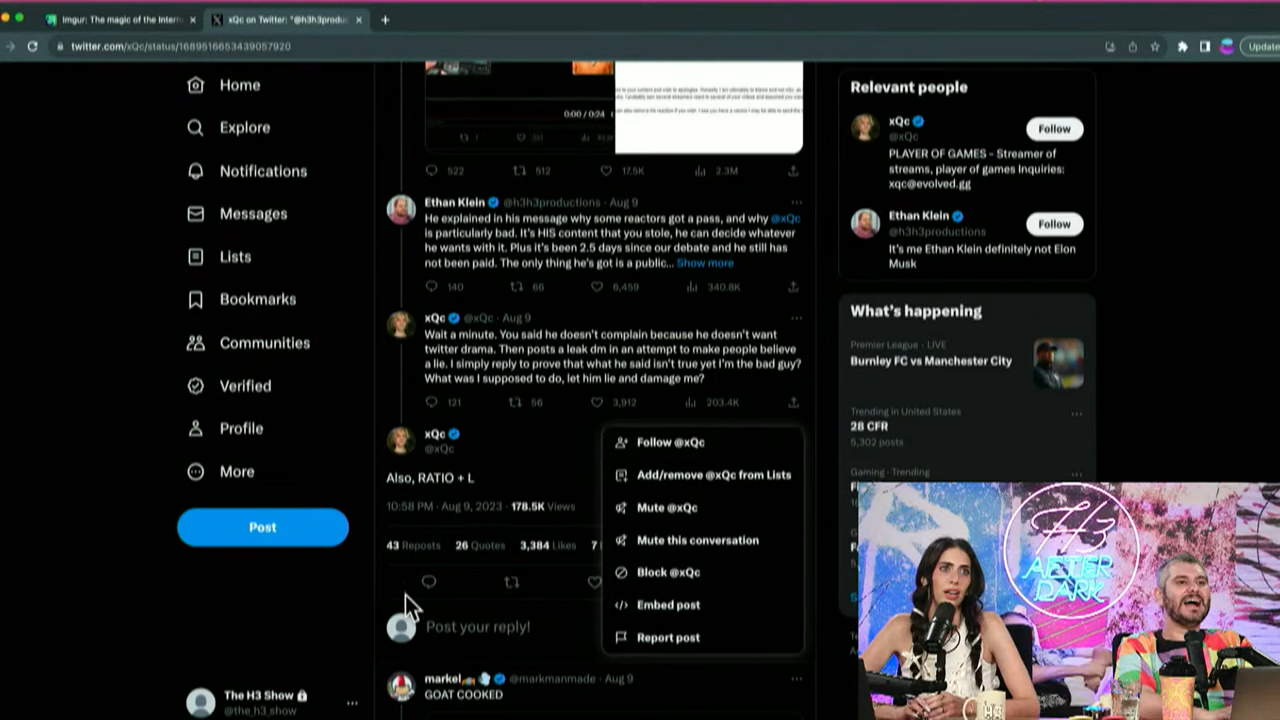 Imgur: The magic of the Intern
xQc on Twitter: "@h3h3produc
Update
twitter.com/xQc/status/1689516653439057920
Home
Explore
Notifications
Messages
Lists
Bookmarks
Communities
Verified
Profile
More
Post
The H3 Show
@the_h3_show
0:00 / 0:24
522 512 17.5K 2.3M
Ethan Klein @h3h3productions · Aug 9
He explained in his message why some reactors got a pass, and why @xQc
is particularly bad. It's HIS content that you stole, he can decide whatever
he wants with it. Plus it's been 2.5 days since our debate and he still has
not been paid. The only thing he's got is a public... Show more
140 66 6,459 340.8K
xQc @xQc · Aug 9
Wait a minute. You said he doesn't complain because he doesn't want
twitter drama. Then posts a leak dm in an attempt to make people believe
a lie. I simply reply to prove that what he said isn't true yet I'm the bad guy?
What was I supposed to do, let him lie and damage me?
121 56 3,912 203.4K
xQc
@xQc
Also, RATIO + L
10:58 PM · Aug 9, 2023 · 178.5K Views
43 Reposts 26 Quotes 3,384 Likes 7
Post your reply!
markel @markmanmade · Aug 9
GOAT COOKED
Follow @xQc
Add/remove @xQc from Lists
Mute @xQc
Mute this conversation
Block @xQc
Embed post
Report post
Relevant people
xQc
@xQc
Follow
PLAYER OF GAMES - Streamer of
streams, player of games Inquiries:
xqc@evolved.gg
Ethan Klein
@h3h3productions
Follow
It's me Ethan Klein definitely not Elon
Musk
What's happening
Premier League · LIVE
Burnley FC vs Manchester City
Trending in United States
28 CFR
5,302 posts
Gaming · Trending
H3
AFTER
DARK
H3